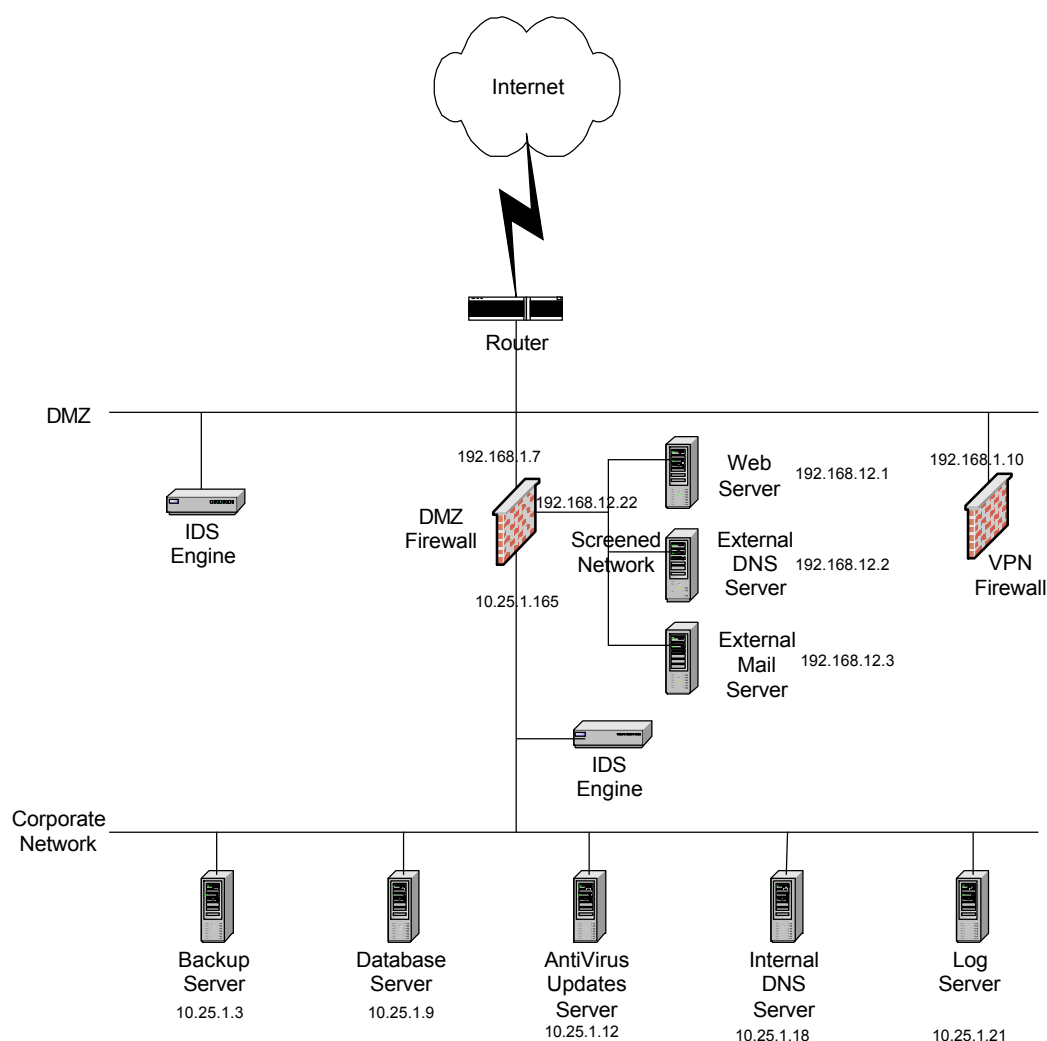 Internet
Router
DMZ
192.168.1.7
192.168.1.10
IDS
Engine
DMZ
Firewall
192.168.12.22
Screened
Network
Web
Server
192.168.12.1
External
DNS
Server
192.168.12.2
VPN
Firewall
10.25.1.165
External
Mail
Server
192.168.12.3
IDS
Engine
Corporate
Network
Backup
Server
10.25.1.3
Database
Server
10.25.1.9
AntiVirus
Updates
Server
10.25.1.12
Internal
DNS
Server
10.25.1.18
Log
Server
10.25.1.21